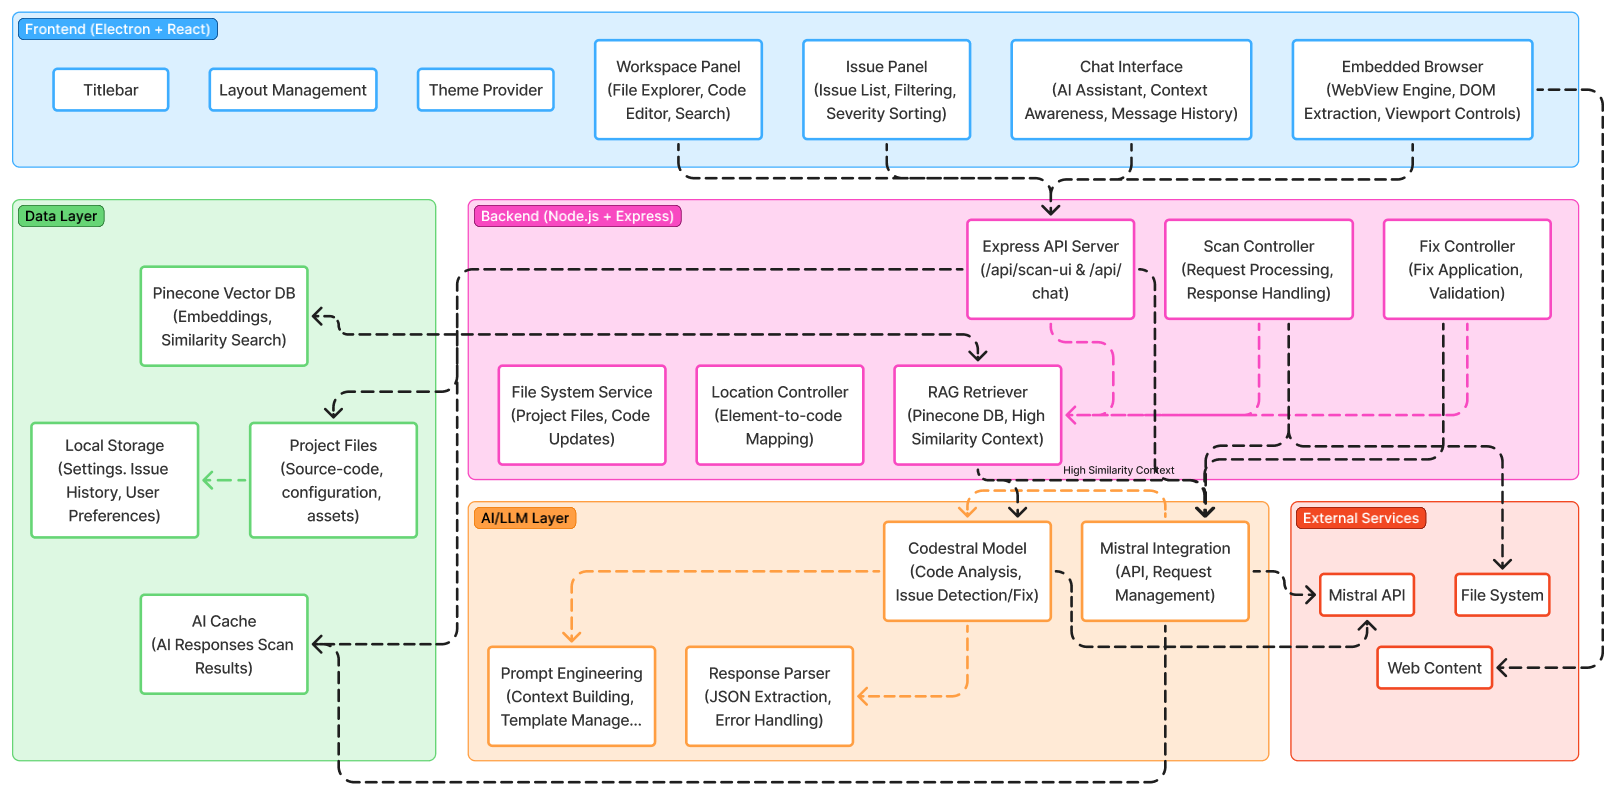 Frontend (Electron + React)
Titlebar
Layout Management
Theme Provider
Workspace Panel
(File Explorer, Code
Editor, Search)
Issue Panel
(Issue List, Filtering,
Severity Sorting)
Chat Interface
(AI Assistant, Context
Awareness, Message History)
Embedded Browser
(WebView Engine, DOM
Extraction, Viewport Controls)
Data Layer
Pinecone Vector DB
(Embeddings,
Similarity Search)
Local Storage
(Settings. Issue
History, User
Preferences)
Project Files
(Source-code,
configuration,
assets)
AI Cache
(AI Responses Scan
Results)
Backend (Node.js + Express)
Express API Server
(/api/scan-ui & /api/
chat)
Scan Controller
(Request Processing,
Response Handling)
Fix Controller
(Fix Application,
Validation)
File System Service
(Project Files, Code
Updates)
Location Controller
(Element-to-code
Mapping)
RAG Retriever
(Pinecone DB, High
Similarity Context)
High Similarity Context
AI/LLM Layer
Codestral Model
(Code Analysis,
Issue Detection/Fix)
Mistral Integration
(API, Request
Management)
Prompt Engineering
(Context Building,
Template Manage...
Response Parser
(JSON Extraction,
Error Handling)
External Services
Mistral API
File System
Web Content